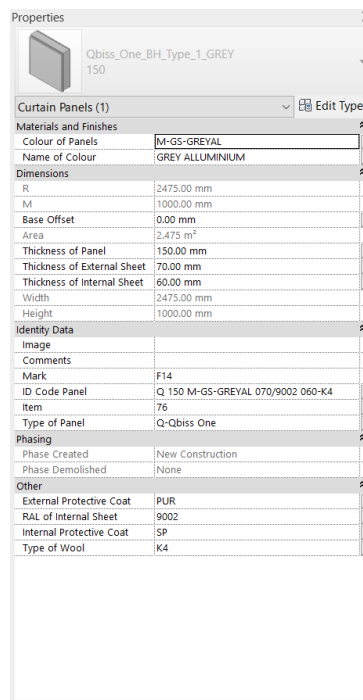 Properties
Qbiss_One_BH_Type_1_GREY
150
Curtain Panels (1) Edit Type
Materials and Finishes
Colour of Panels M-GS-GREYAL
Name of Colour GREY ALLUMINIUM
Dimensions
R 2475.00 mm
M 1000.00 mm
Base Offset 0.00 mm
Area 2.475 m²
Thickness of Panel 150.00 mm
Thickness of External Sheet 70.00 mm
Thickness of Internal Sheet 60.00 mm
Width 2475.00 mm
Height 1000.00 mm
Identity Data
Image
Comments
Mark F14
ID Code Panel Q 150 M-GS-GREYAL 070/9002 060-K4
Item 76
Type of Panel Q-Qbiss One
Phasing
Phase Created New Construction
Phase Demolished None
Other
External Protective Coat PUR
RAL of Internal Sheet 9002
Internal Protective Coat SP
Type of Wool K4